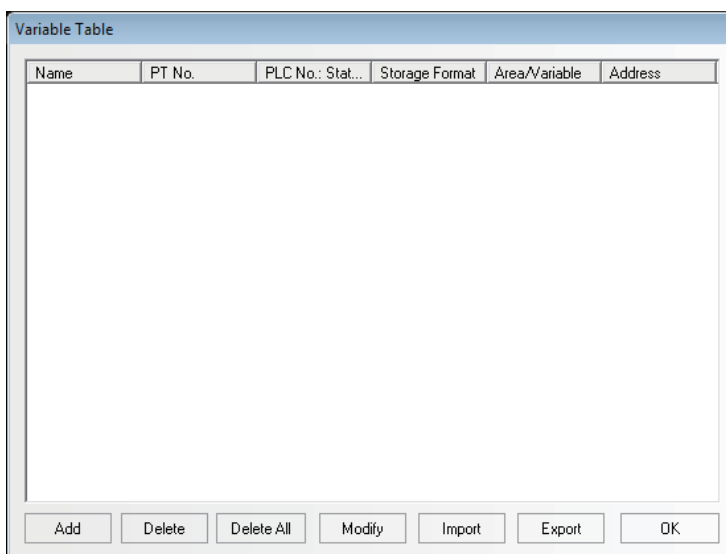 Variable Table
Name PT No. PLC No.: Stat... Storage Format Area/Variable Address
Add Delete Delete All Modify Import Export OK